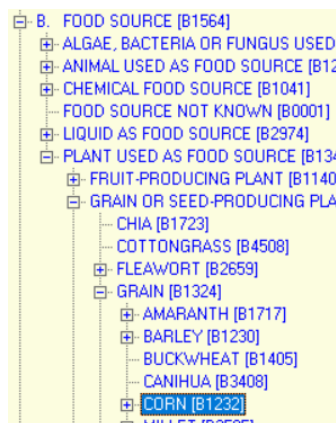 B. FOOD SOURCE [B1564]
ALGAE, BACTERIA OR FUNGUS USED
ANIMAL USED AS FOOD SOURCE
CHEMICAL FOOD SOURCE [B1041]
FOOD SOURCE NOT KNOWN [B0001]
LIQUID AS FOOD SOURCE [B2974]
PLANT USED AS FOOD SOURCE
FRUIT-PRODUCING PLANT [B1140
GRAIN OR SEED-PRODUCING
CHIA [B1723]
COTTONGRASS [B4508]
FLEAWORT [B2659]
GRAIN [B1324]
AMARANTH [B1717]
BARLEY [B1230]
BUCKWHEAT [B1405]
CANIHUA [B3408]
CORN [B1232]